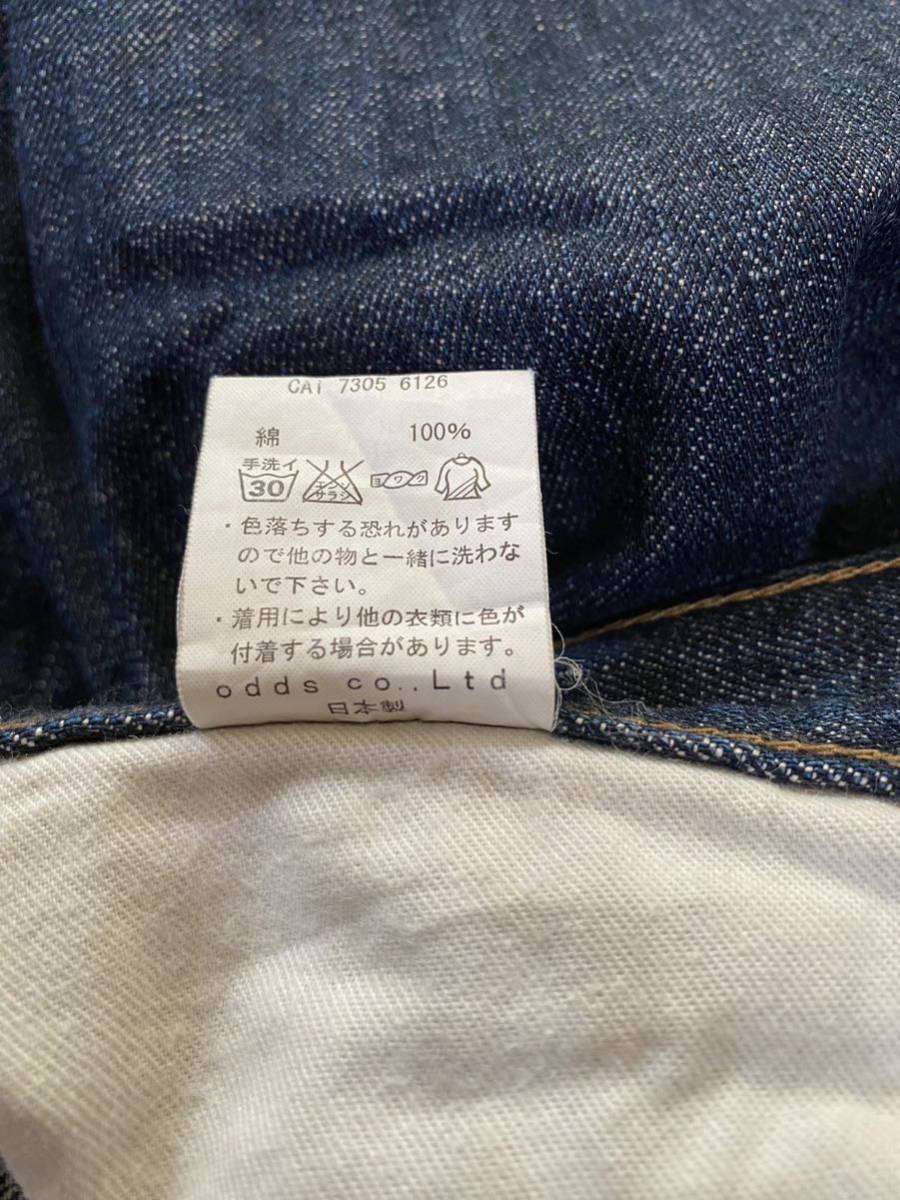 CAT 7305 6126
綿 100%
手洗イ
30
エンソ
サラシ
ヨワク
・色落ちする恐れがあります
ので他の物と一緒に洗わな
いで下さい。
・着用により他の衣類に色が
付着する場合があります。
odds co.,Ltd
日本製